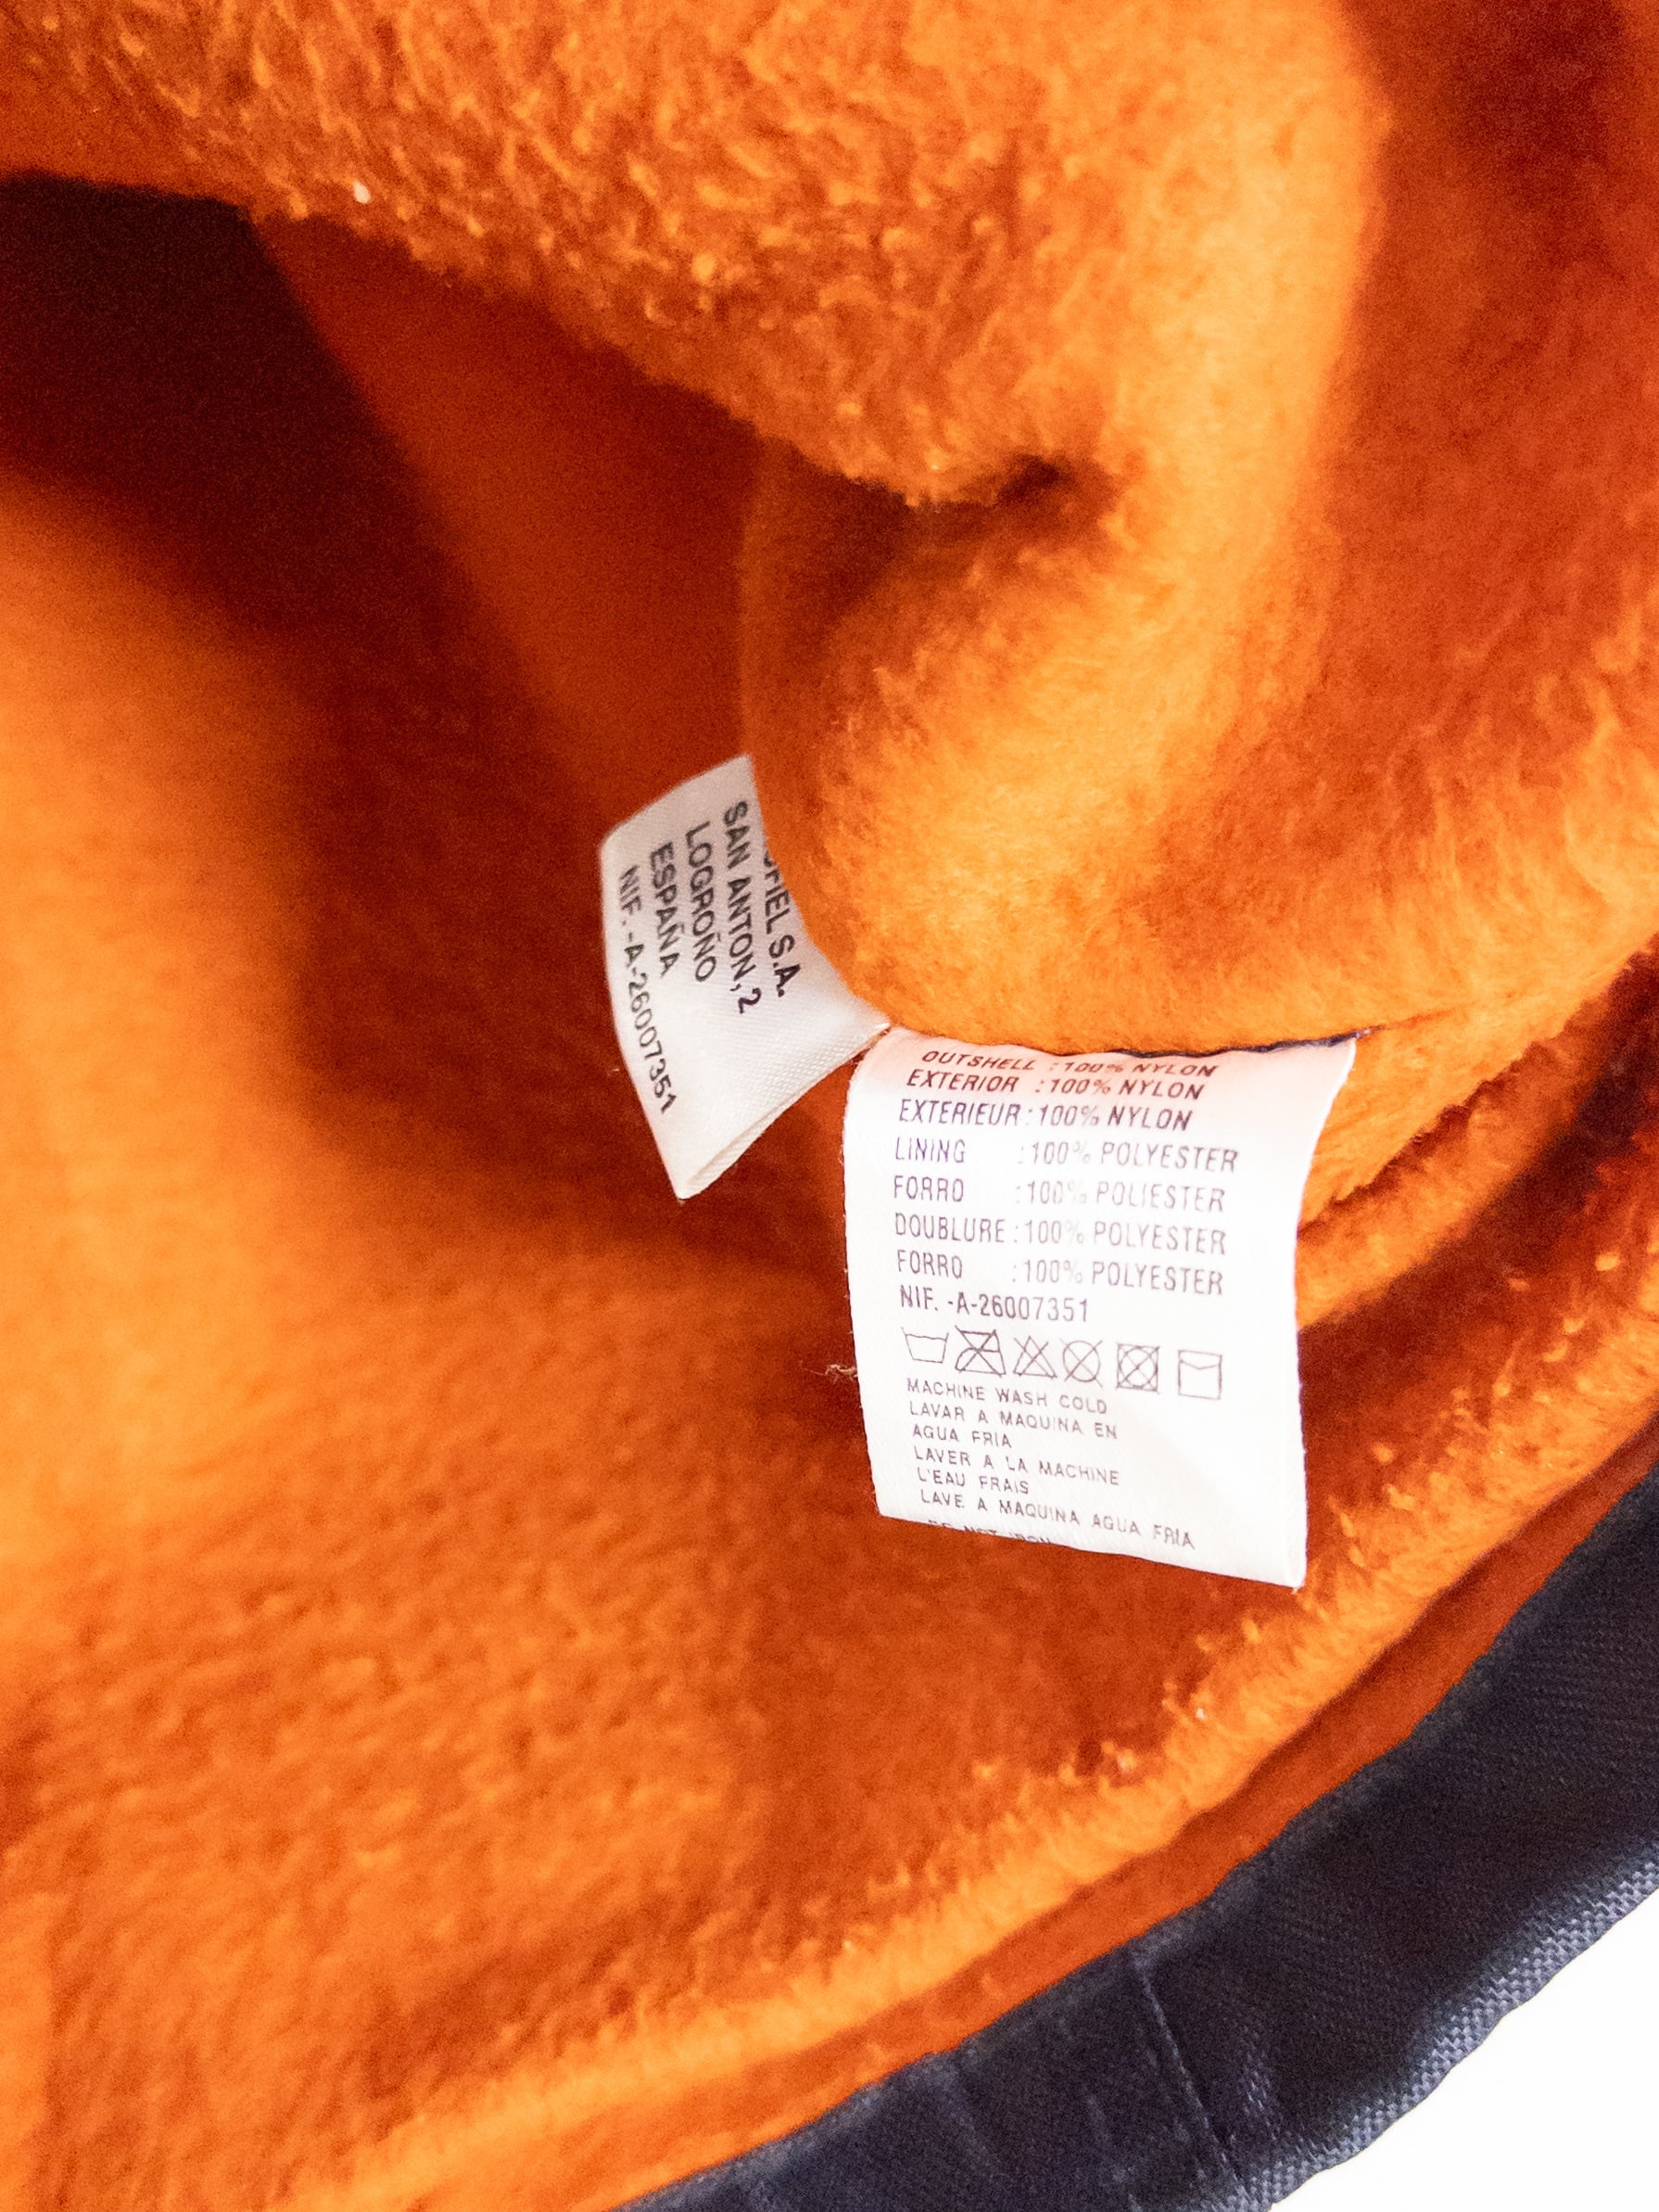 S.A.
SAN ANTON, 2
LOGROÑO
ESPAÑA
NIF. -A-26007351
OUTSHELL :100% NYLON
EXTERIOR :100% NYLON
EXTERIEUR:100% NYLON
LINING :100% POLYESTER
FORRO :100% POLIESTER
DOUBLURE:100% POLYESTER
FORRO :100% POLYESTER
NIF. -A-26007351
MACHINE WASH COLD
LAVAR A MAQUINA EN
AGUA FRIA
LAVER A LA MACHINE
L'EAU FRAIS
LAVE A MAQUINA AGUA FRIA